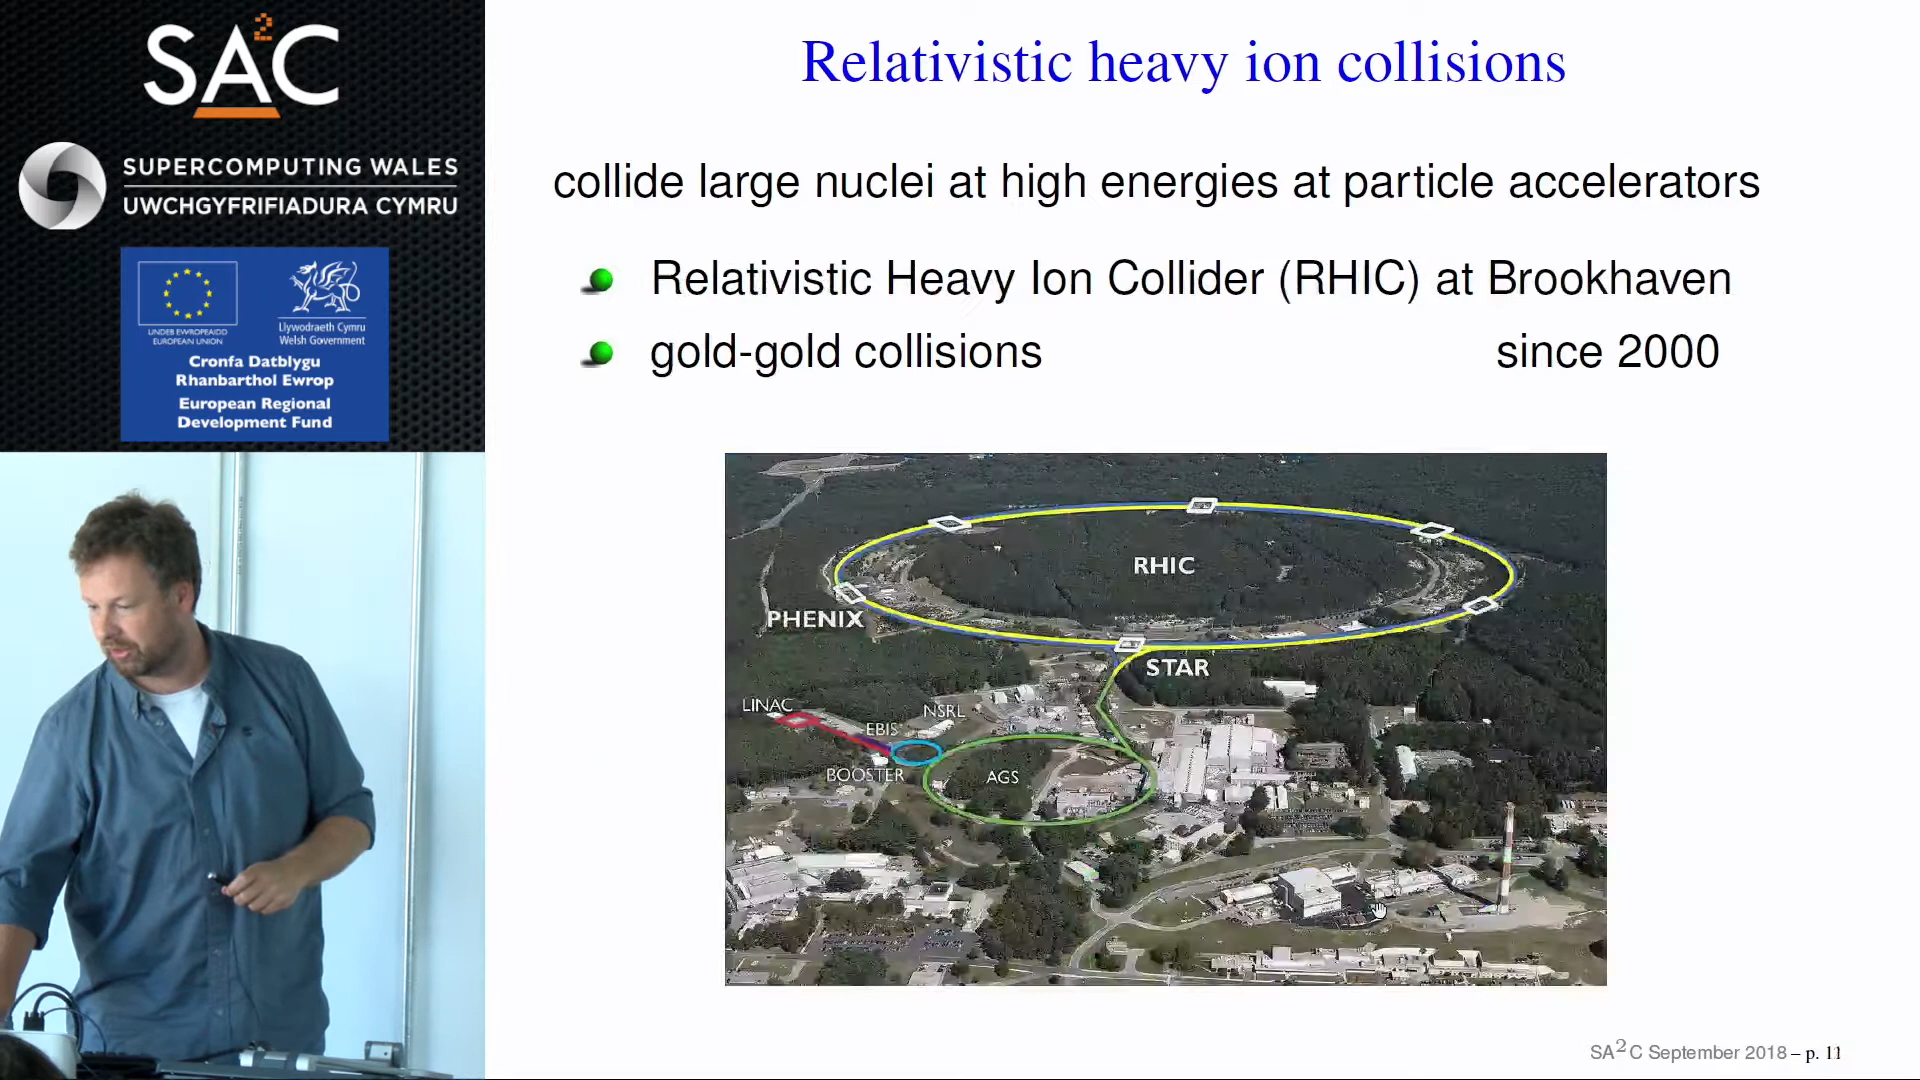 SA2C
SUPERCOMPUTING WALES
UWCHGYFRIFIADURA CYMRU
UNDEB EWROPEAIDD
EUROPEAN UNION
Llywodraeth Cymru
Welsh Government
Cronfa Datblygu
Rhanbarthol Ewrop
European Regional
Development Fund
Relativistic heavy ion collisions
collide large nuclei at high energies at particle accelerators
Relativistic Heavy Ion Collider (RHIC) at Brookhaven
gold-gold collisions since 2000
RHIC
PHENIX
STAR
LINAC
NSRL
EBIS
BOOSTER
AGS
SA2C September 2018 – p. 11